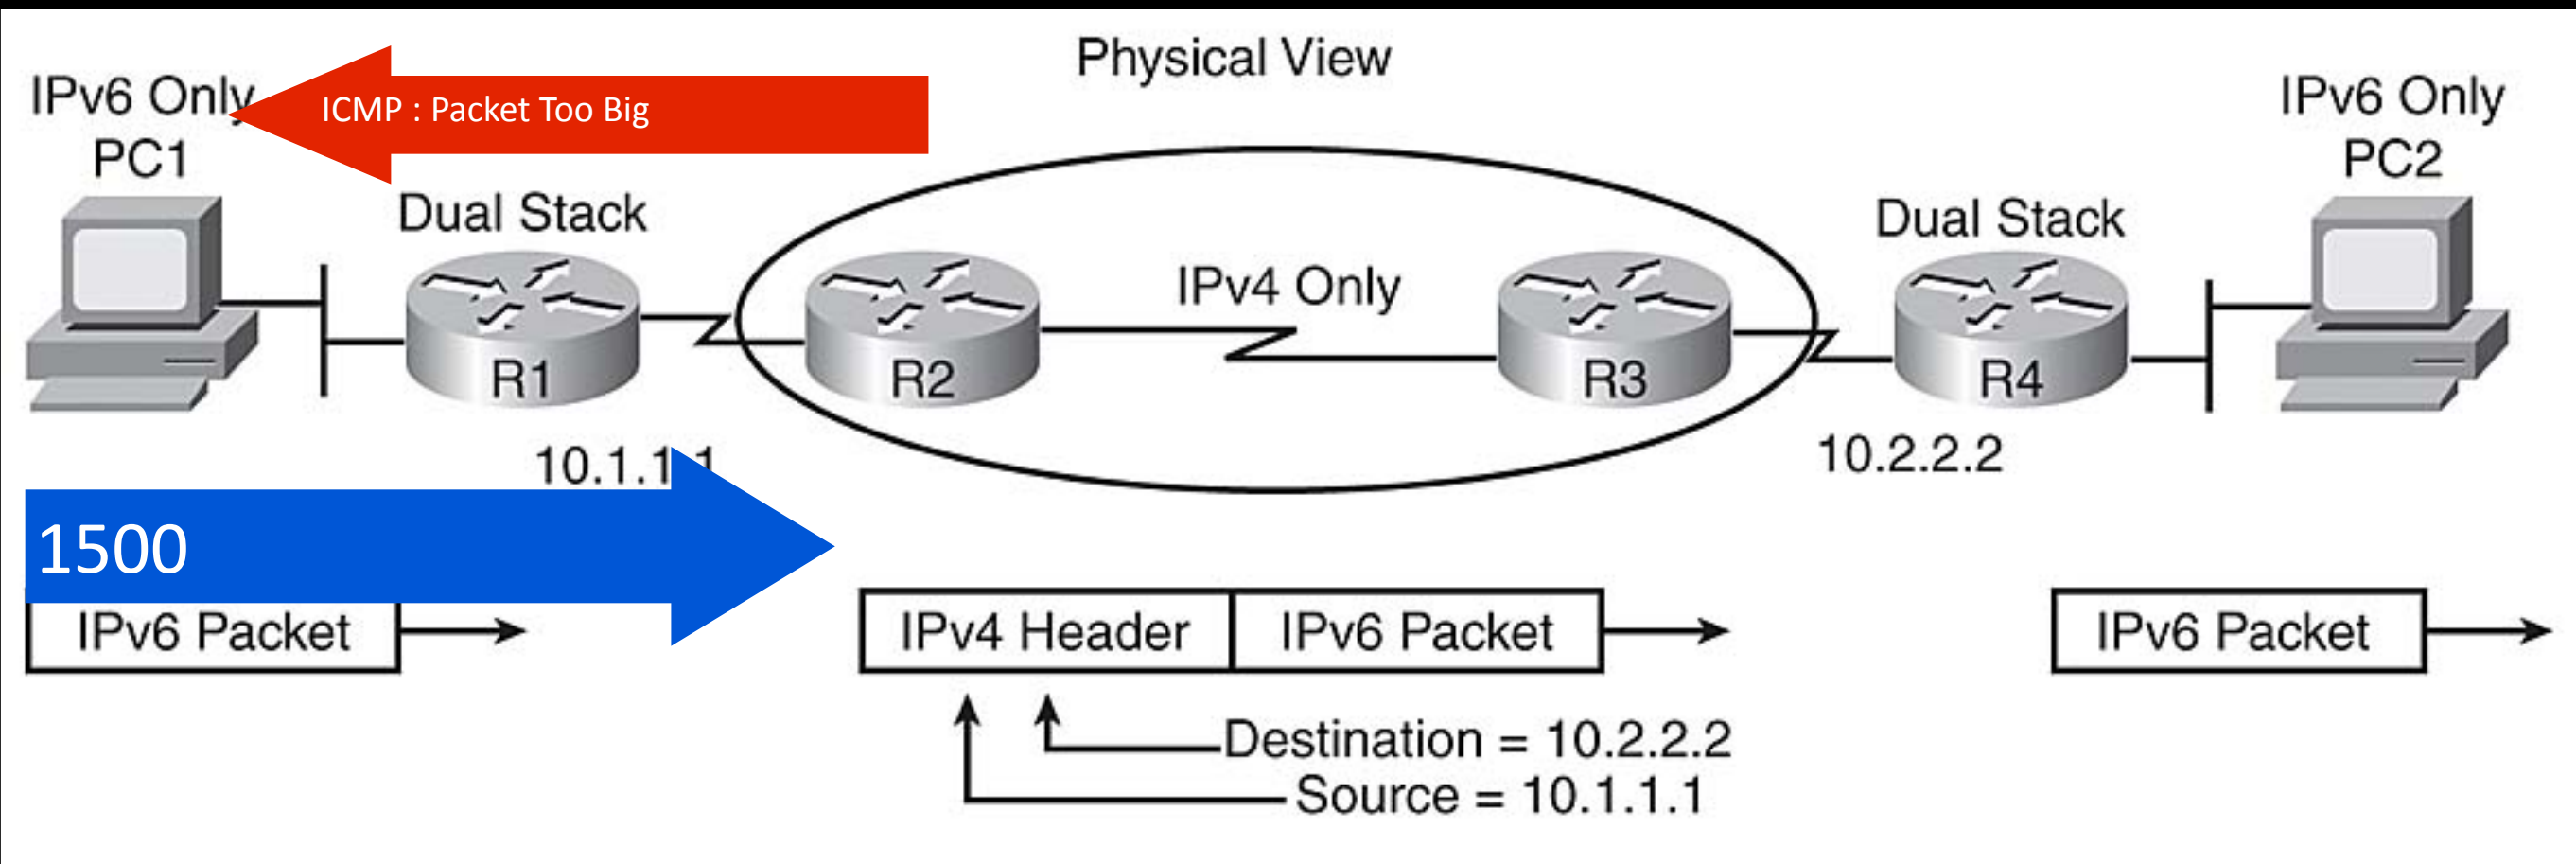 Physical View
IPv6 Only
PC1
ICMP : Packet Too Big
IPv6 Only
PC2
Dual Stack
Dual Stack
IPv4 Only
R1
R2
R3
R4
10.1.1.1
10.2.2.2
1500
IPv6 Packet
IPv4 Header
IPv6 Packet
IPv6 Packet
Destination = 10.2.2.2
Source = 10.1.1.1